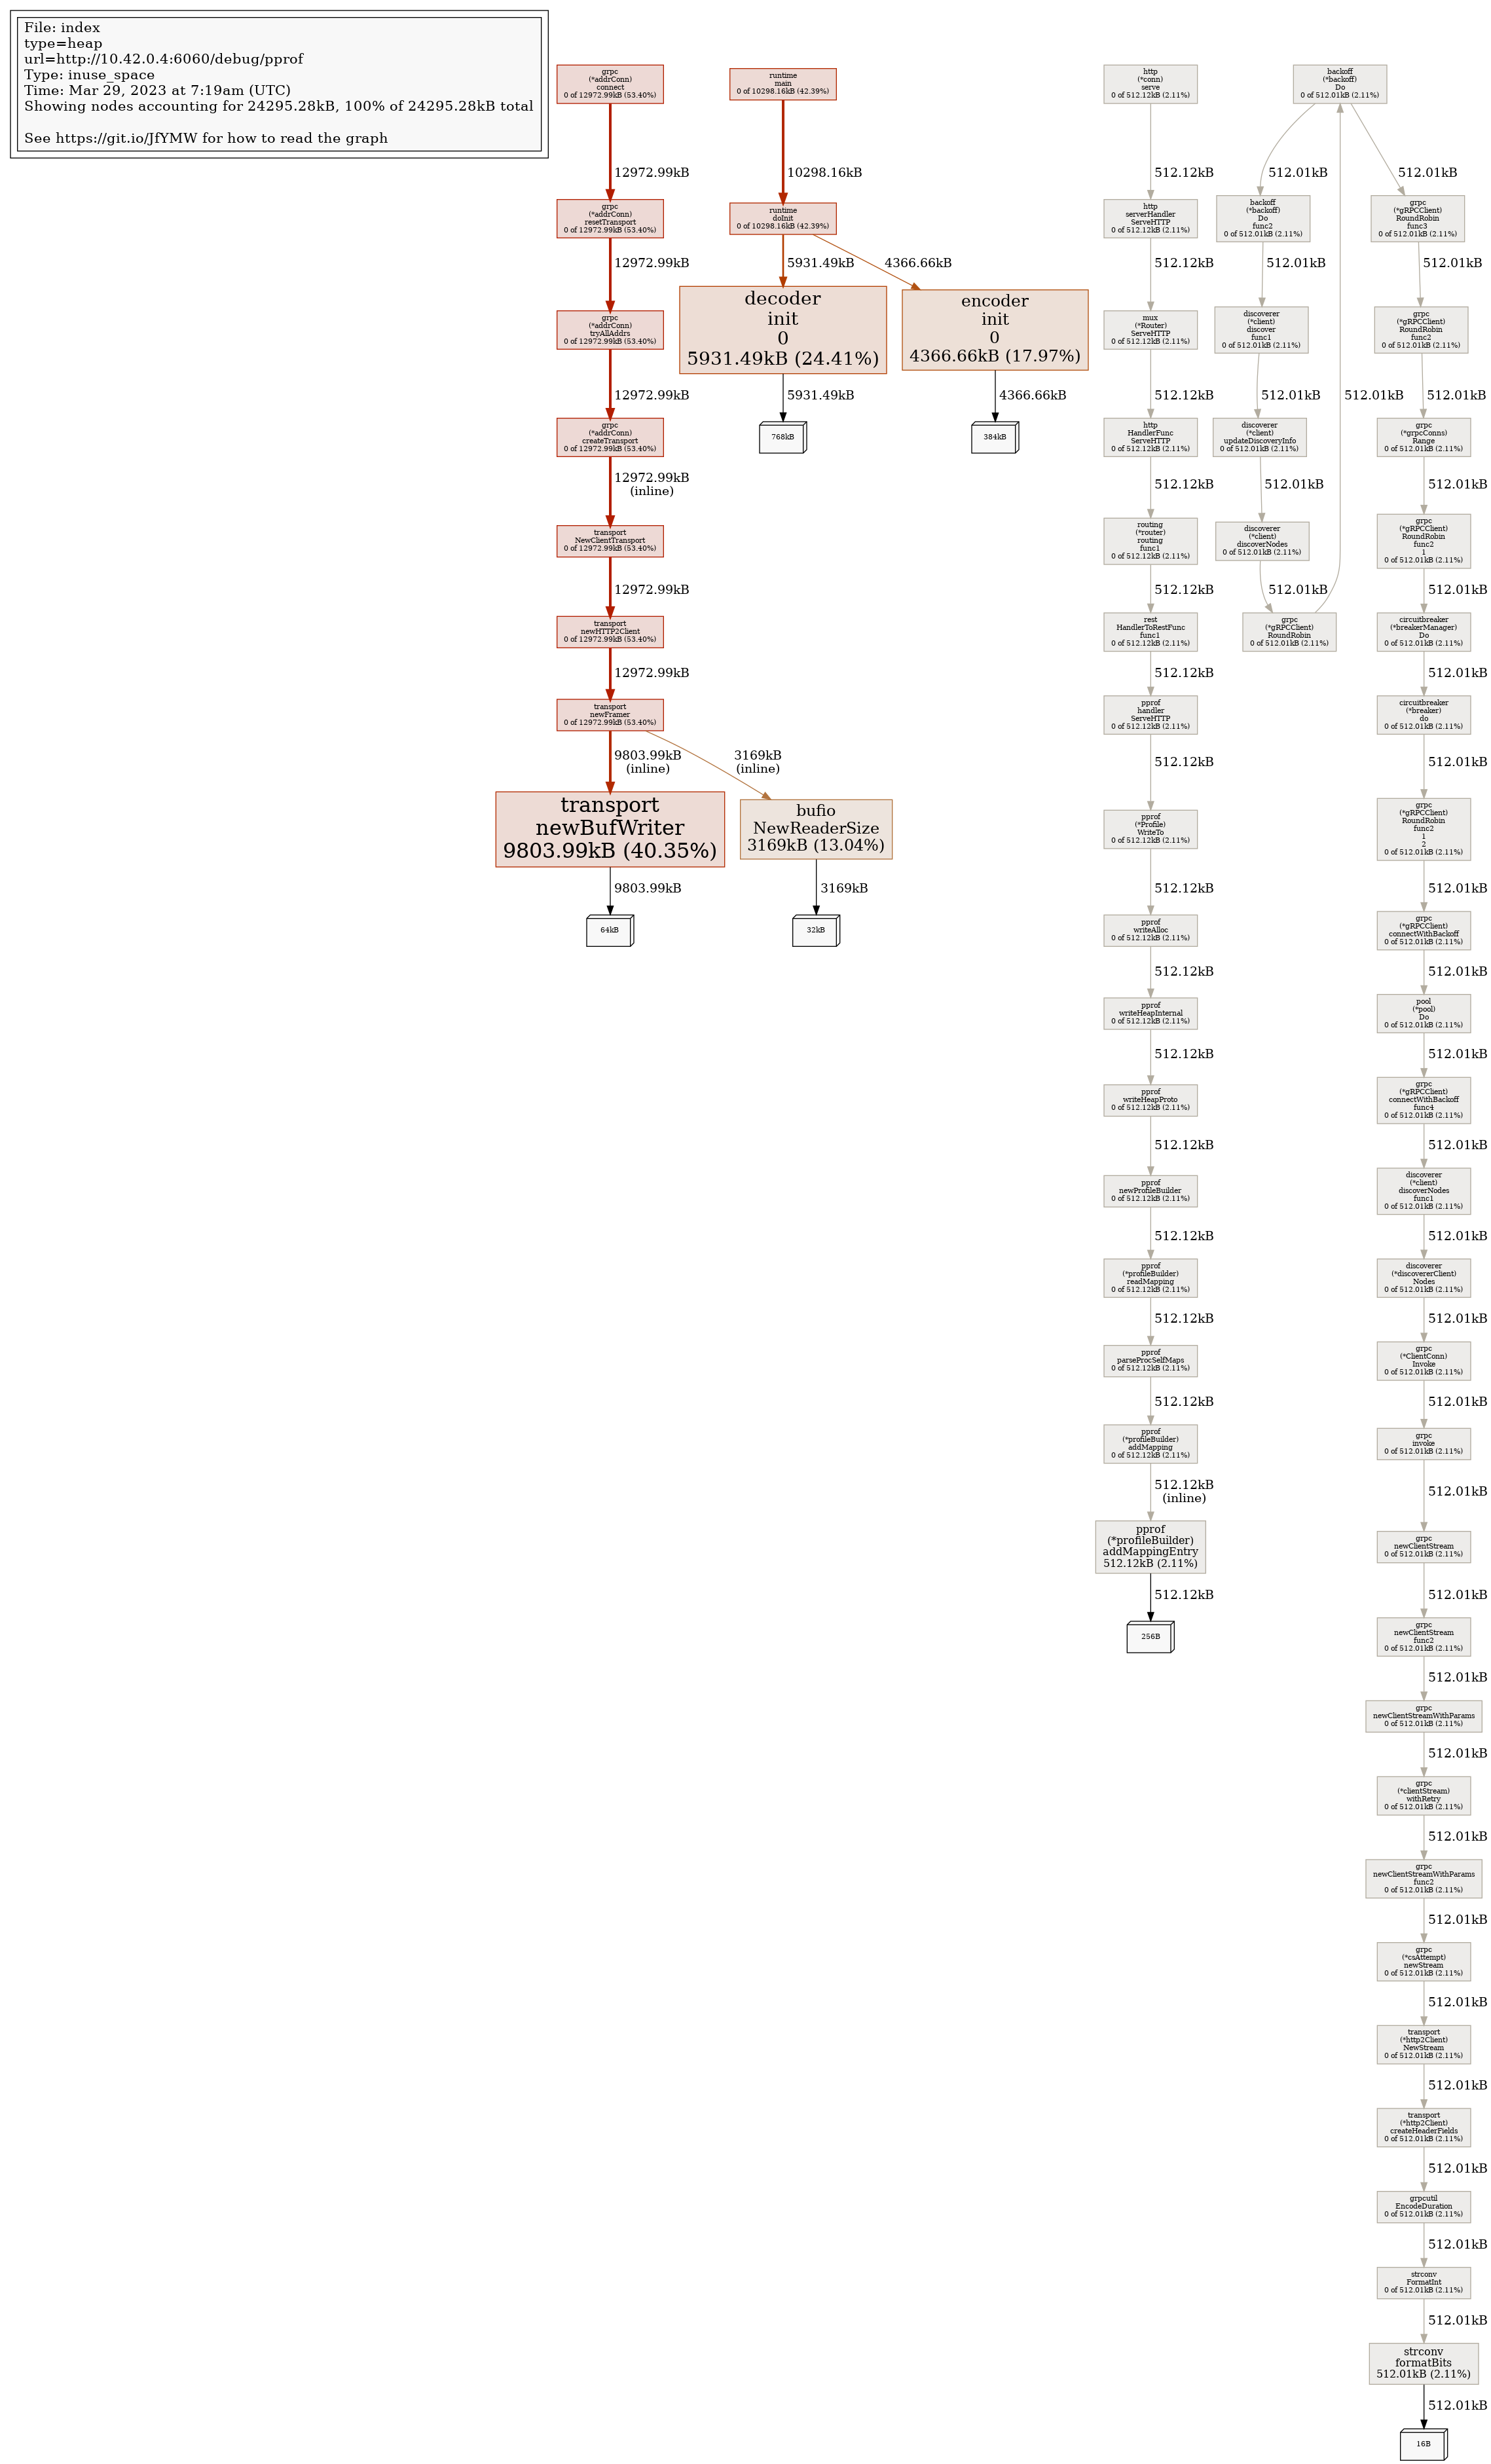 File: index
type=heap
url=http://10.42.0.4:6060/debug/pprof
Type: inuse_space
Time: Mar 29, 2023 at 7:19am (UTC)
Showing nodes accounting for 24295.28kB, 100% of 24295.28kB total
See https://git.io/JfYMW for how to read the graph
grpc
(*addrConn)
connect
0 of 12972.99kB (53.40%)
12972.99kB
grpc
(*addrConn)
resetTransport
0 of 12972.99kB (53.40%)
12972.99kB
grpc
(*addrConn)
tryAllAddrs
0 of 12972.99kB (53.40%)
12972.99kB
grpc
(*addrConn)
createTransport
0 of 12972.99kB (53.40%)
12972.99kB
(inline)
transport
NewClientTransport
0 of 12972.99kB (53.40%)
12972.99kB
transport
newHTTP2Client
0 of 12972.99kB (53.40%)
12972.99kB
transport
newFramer
0 of 12972.99kB (53.40%)
9803.99kB
(inline)
3169kB
(inline)
transport
newBufWriter
9803.99kB (40.35%)
9803.99kB
64kB
bufio
NewReaderSize
3169kB (13.04%)
3169kB
32kB
runtime
main
0 of 10298.16kB (42.39%)
10298.16kB
runtime
doInit
0 of 10298.16kB (42.39%)
5931.49kB
4366.66kB
decoder
init
0
5931.49kB (24.41%)
5931.49kB
768kB
encoder
init
0
4366.66kB (17.97%)
4366.66kB
384kB
http
(*conn)
serve
0 of 512.12kB (2.11%)
512.12kB
http
serverHandler
ServeHTTP
0 of 512.12kB (2.11%)
512.12kB
mux
(*Router)
ServeHTTP
0 of 512.12kB (2.11%)
512.12kB
http
HandlerFunc
ServeHTTP
0 of 512.12kB (2.11%)
512.12kB
routing
(*router)
routing
func1
0 of 512.12kB (2.11%)
512.12kB
rest
HandlerToRestFunc
func1
0 of 512.12kB (2.11%)
512.12kB
pprof
handler
ServeHTTP
0 of 512.12kB (2.11%)
512.12kB
pprof
(*Profile)
WriteTo
0 of 512.12kB (2.11%)
512.12kB
pprof
writeAlloc
0 of 512.12kB (2.11%)
512.12kB
pprof
writeHeapInternal
0 of 512.12kB (2.11%)
512.12kB
pprof
writeHeapProto
0 of 512.12kB (2.11%)
512.12kB
pprof
newProfileBuilder
0 of 512.12kB (2.11%)
512.12kB
pprof
(*profileBuilder)
readMapping
0 of 512.12kB (2.11%)
512.12kB
pprof
parseProcSelfMaps
0 of 512.12kB (2.11%)
512.12kB
pprof
(*profileBuilder)
addMapping
0 of 512.12kB (2.11%)
512.12kB
(inline)
pprof
(*profileBuilder)
addMappingEntry
512.12kB (2.11%)
512.12kB
256B
backoff
(*backoff)
Do
0 of 512.01kB (2.11%)
512.01kB
512.01kB
backoff
(*backoff)
Do
func2
0 of 512.01kB (2.11%)
512.01kB
discoverer
(*client)
discover
func1
0 of 512.01kB (2.11%)
512.01kB
discoverer
(*client)
updateDiscoveryInfo
0 of 512.01kB (2.11%)
512.01kB
discoverer
(*client)
discoverNodes
0 of 512.01kB (2.11%)
512.01kB
grpc
(*gRPCClient)
RoundRobin
0 of 512.01kB (2.11%)
512.01kB
grpc
(*gRPCClient)
RoundRobin
func3
0 of 512.01kB (2.11%)
512.01kB
grpc
(*gRPCClient)
RoundRobin
func2
0 of 512.01kB (2.11%)
512.01kB
grpc
(*grpcConns)
Range
0 of 512.01kB (2.11%)
512.01kB
grpc
(*gRPCClient)
RoundRobin
func2
1
0 of 512.01kB (2.11%)
512.01kB
circuitbreaker
(*breakerManager)
Do
0 of 512.01kB (2.11%)
512.01kB
circuitbreaker
(*breaker)
do
0 of 512.01kB (2.11%)
512.01kB
grpc
(*gRPCClient)
RoundRobin
func2
1
2
0 of 512.01kB (2.11%)
512.01kB
grpc
(*gRPCClient)
connectWithBackoff
0 of 512.01kB (2.11%)
512.01kB
pool
(*pool)
Do
0 of 512.01kB (2.11%)
512.01kB
grpc
(*gRPCClient)
connectWithBackoff
func4
0 of 512.01kB (2.11%)
512.01kB
discoverer
(*client)
discoverNodes
func1
0 of 512.01kB (2.11%)
512.01kB
discoverer
(*discovererClient)
Nodes
0 of 512.01kB (2.11%)
512.01kB
grpc
(*ClientConn)
Invoke
0 of 512.01kB (2.11%)
512.01kB
grpc
invoke
0 of 512.01kB (2.11%)
512.01kB
grpc
newClientStream
0 of 512.01kB (2.11%)
512.01kB
grpc
newClientStream
func2
0 of 512.01kB (2.11%)
512.01kB
grpc
newClientStreamWithParams
0 of 512.01kB (2.11%)
512.01kB
grpc
(*clientStream)
withRetry
0 of 512.01kB (2.11%)
512.01kB
grpc
newClientStreamWithParams
func2
0 of 512.01kB (2.11%)
512.01kB
grpc
(*csAttempt)
newStream
0 of 512.01kB (2.11%)
512.01kB
transport
(*http2Client)
NewStream
0 of 512.01kB (2.11%)
512.01kB
transport
(*http2Client)
createHeaderFields
0 of 512.01kB (2.11%)
512.01kB
grpcutil
EncodeDuration
0 of 512.01kB (2.11%)
512.01kB
strconv
FormatInt
0 of 512.01kB (2.11%)
512.01kB
strconv
formatBits
512.01kB (2.11%)
512.01kB
16B